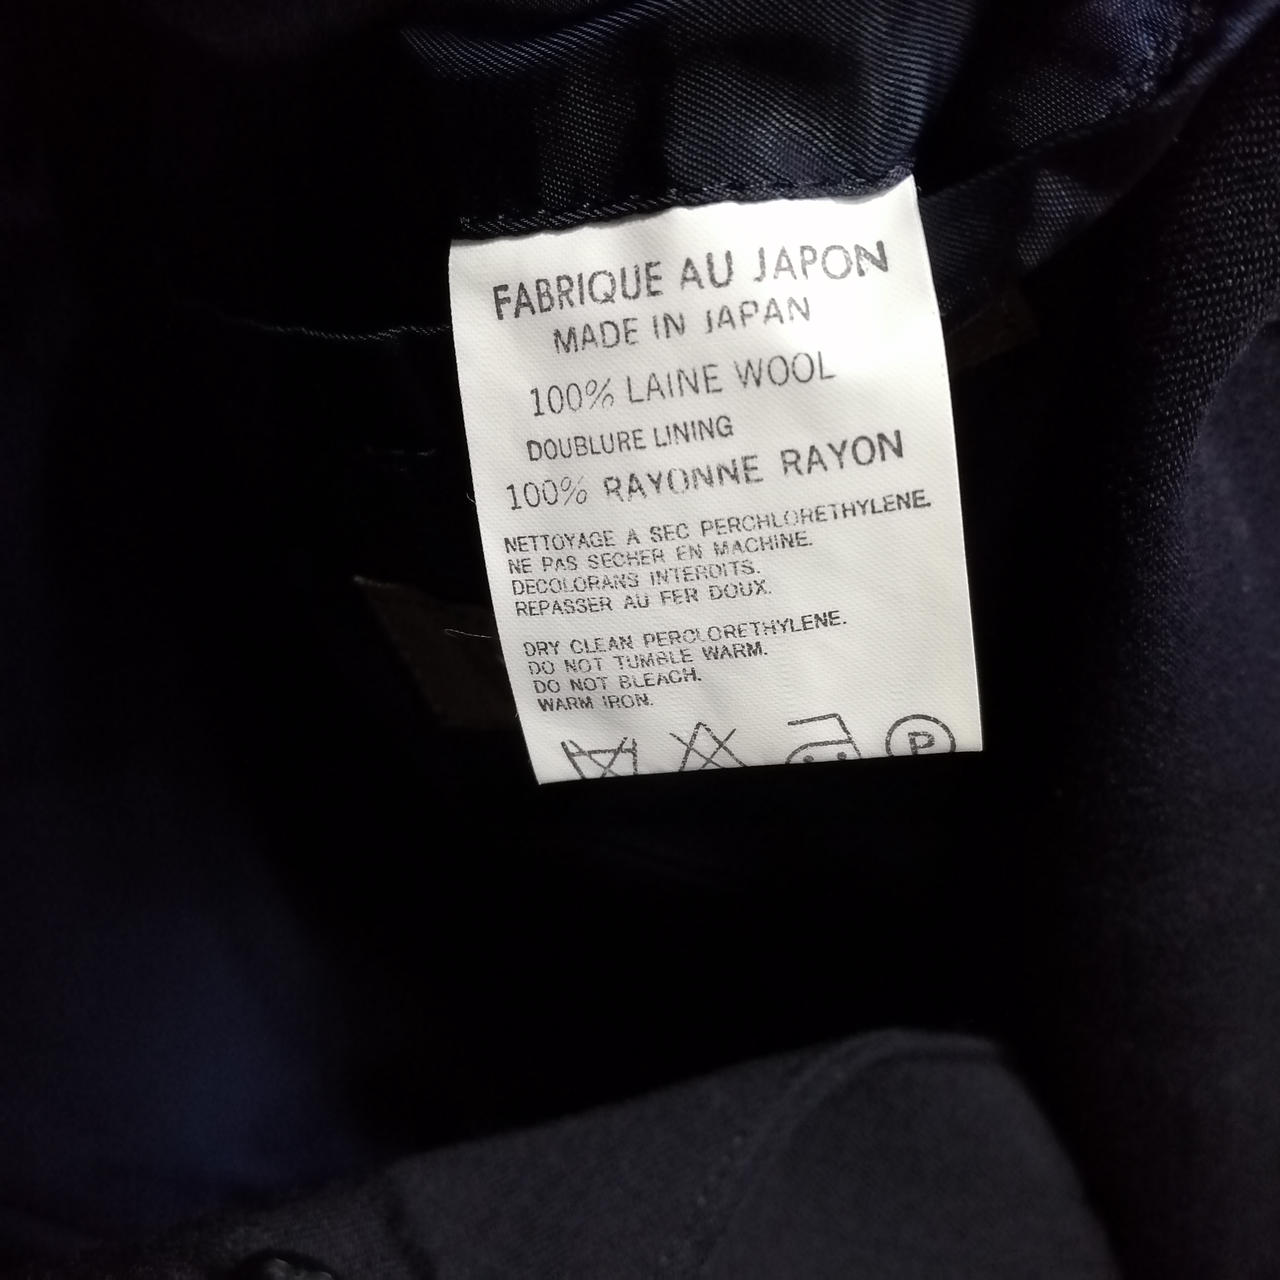 FABRIQUE AU JAPON
MADE IN JAPAN
100% LAINE WOOL
DOUBLURE LINING
100% RAYONNE RAYON
NETTOYAGE A SEC PERCHLORETHYLENE.
NE PAS SECHER EN MACHINE.
DECOLORANS INTERDITS.
REPASSER AU FER DOUX.
DRY CLEAN PERCLORETHYLENE.
DO NOT TUMBLE WARM.
DO NOT BLEACH.
WARM IRON.
P